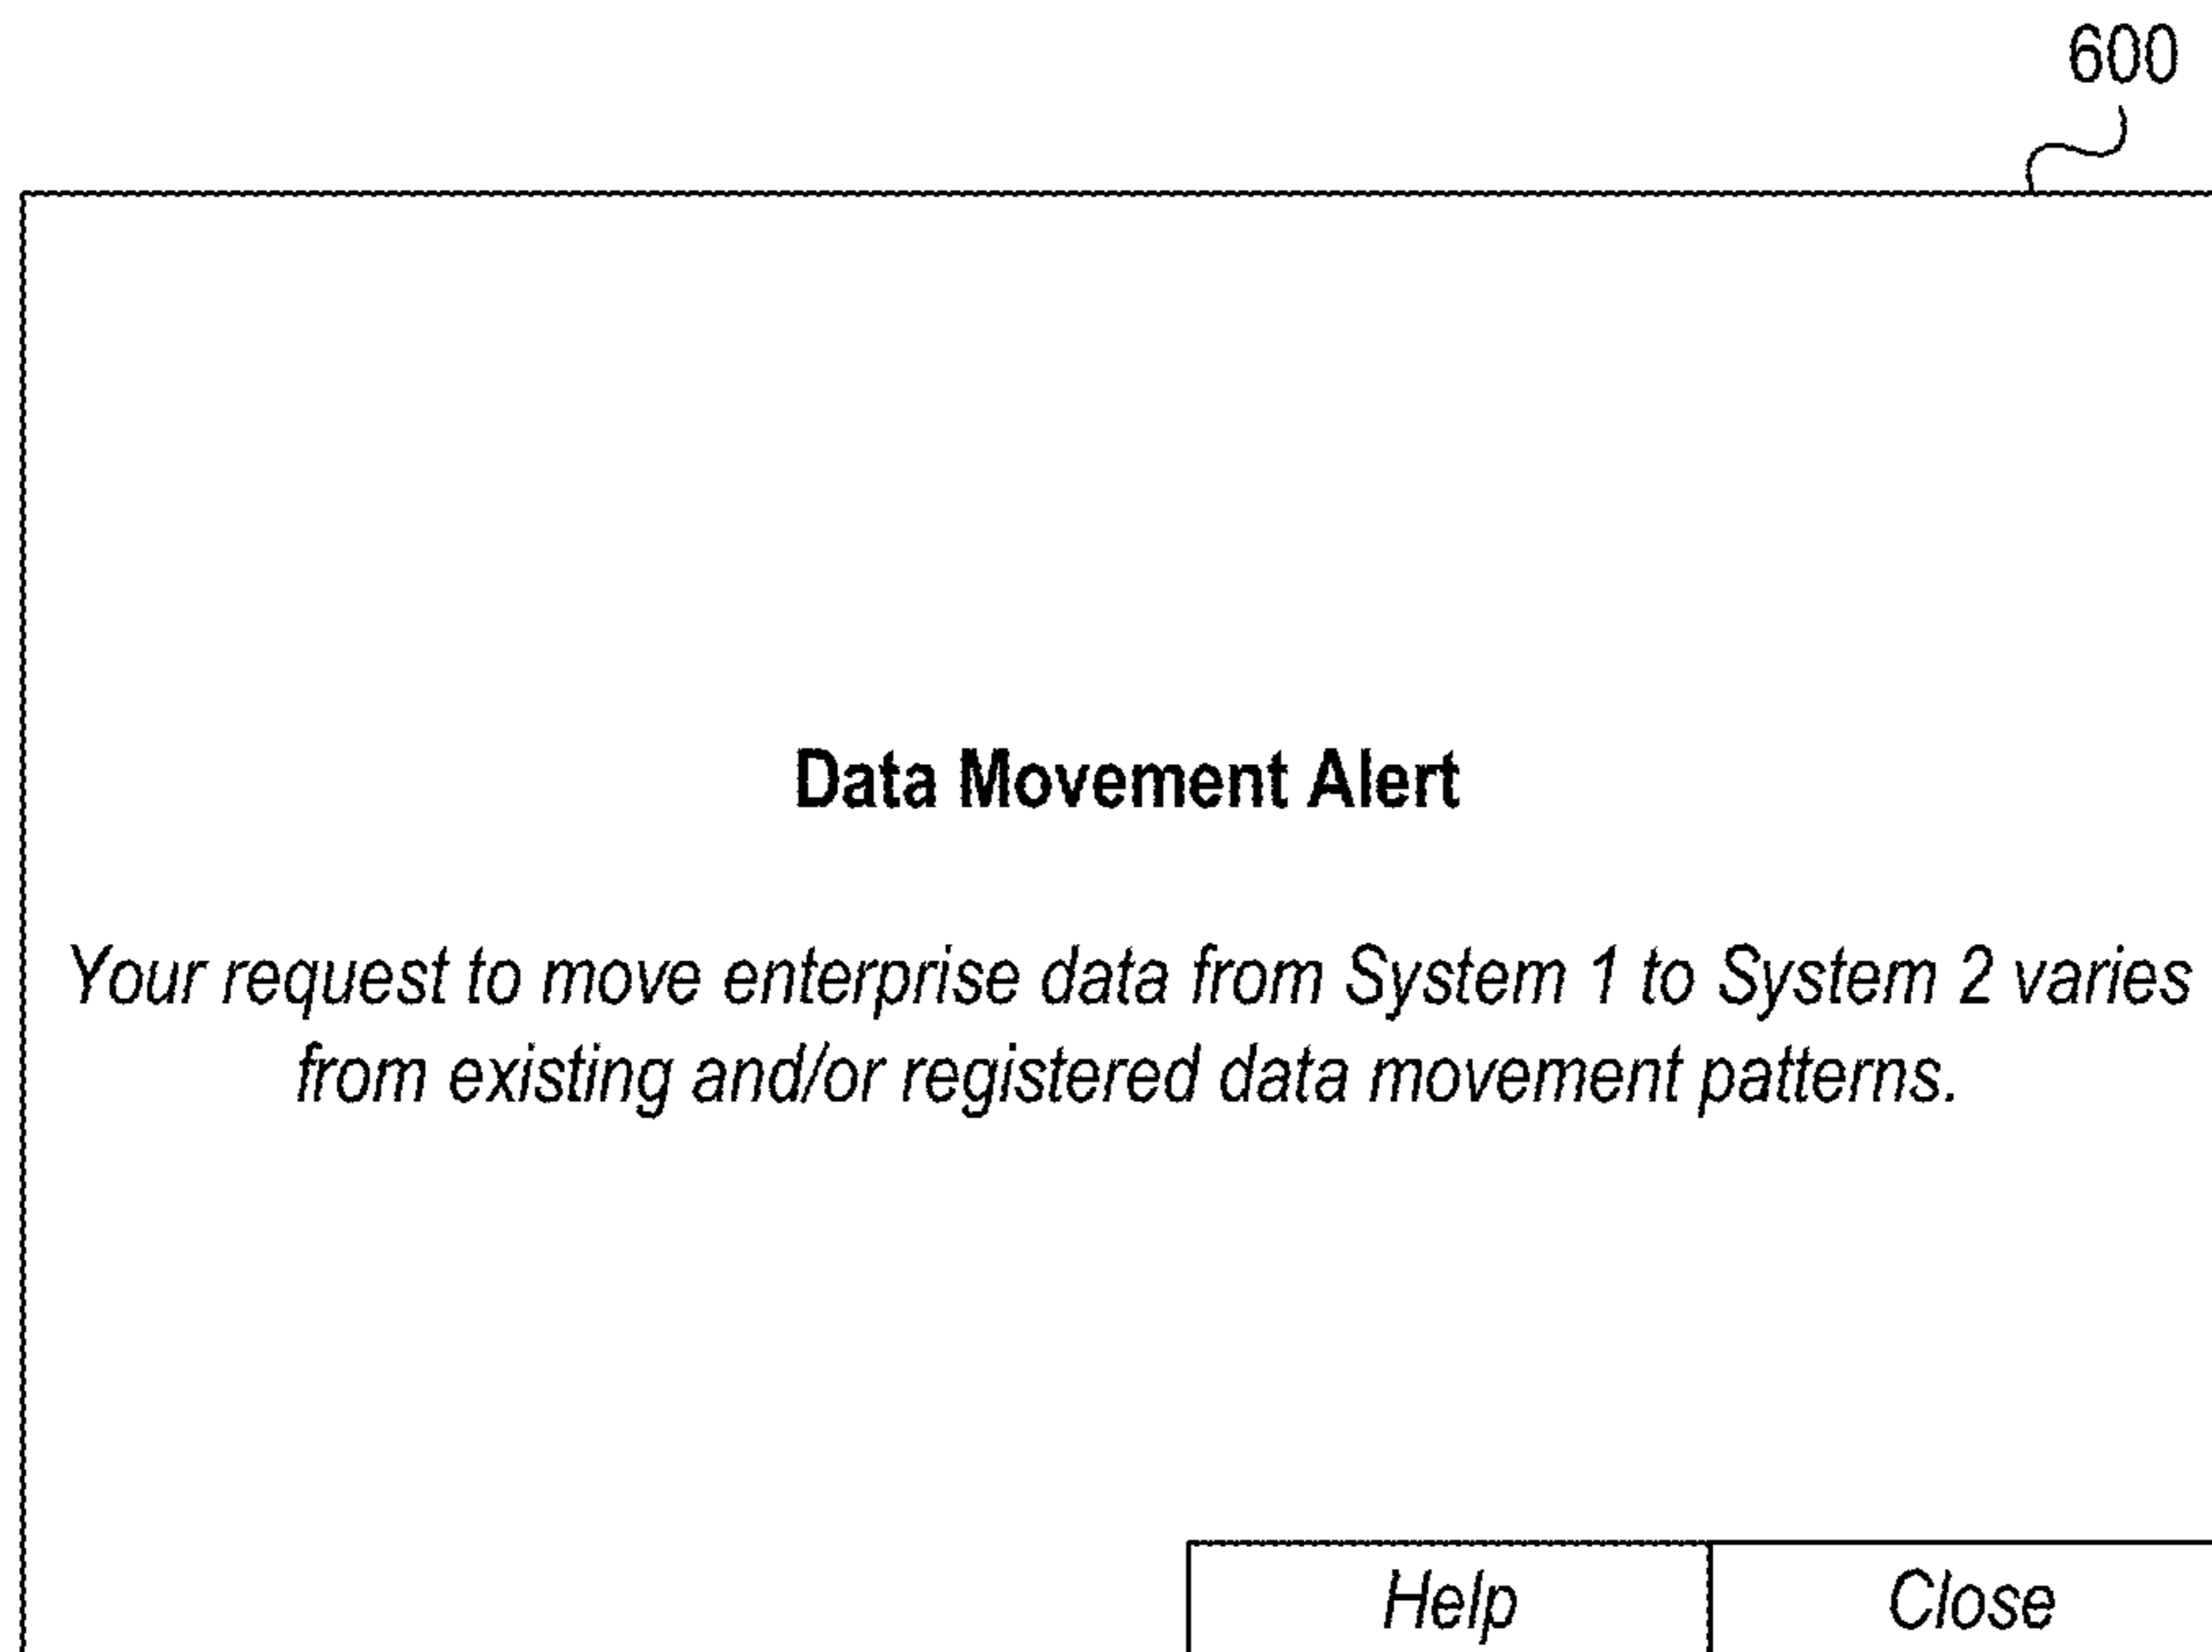 600
Data Movement Alert
Your request to move enterprise data from System 1 to System 2 varies
from existing and/or registered data movement patterns.
Help
Close